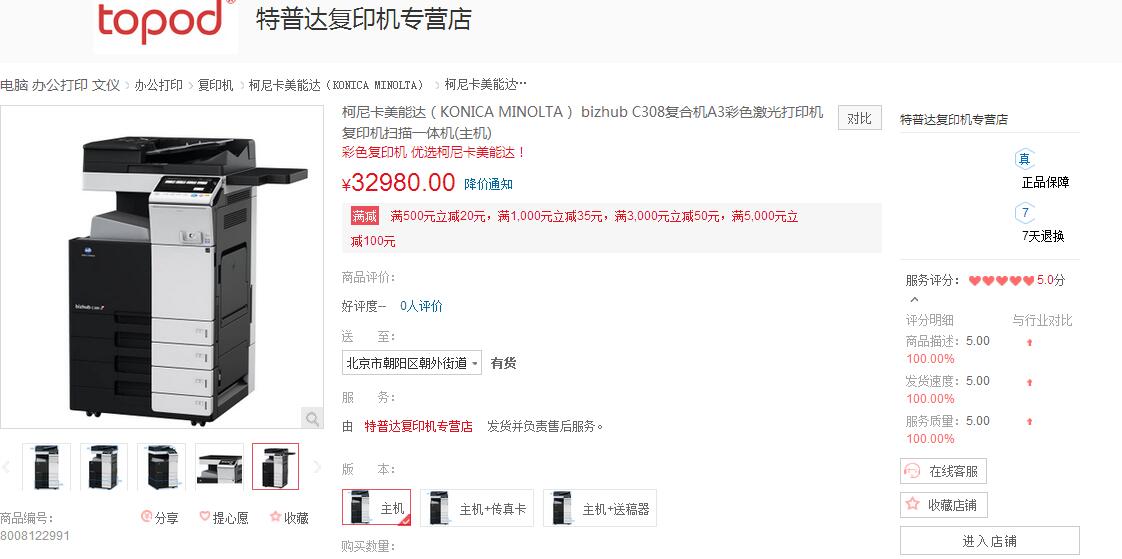 topod®
特普达复印机专营店
电脑 办公打印 文仪 > 办公打印 > 复印机 > 柯尼卡美能达（KONICA MINOLTA） > 柯尼卡美能达···
柯尼卡美能达（KONICA MINOLTA） bizhub C308复合机A3彩色激光打印机
复印机扫描一体机(主机)
彩色复印机 优选柯尼卡美能达！
¥32980.00 降价通知
满减 满500元立减20元，满1,000元立减35元，满3,000元立减50元，满5,000元立
减100元
商品评价：
好评度-- 0人评价
送 至：
北京市朝阳区朝外街道 有货
服 务：
由 特普达复印机专营店 发货并负责售后服务。
版 本：
主机 主机+传真卡 主机+送稿器
购买数量：
bizhub
商品编号：
8008122991
分享 提心愿 收藏
对比
特普达复印机专营店
真
正品保障
7
7天退换
服务评分： 5.0分
评分明细 与行业对比
商品描述： 5.00
100.00%
发货速度： 5.00
100.00%
服务质量： 5.00
100.00%
在线客服
收藏店铺
进入店铺